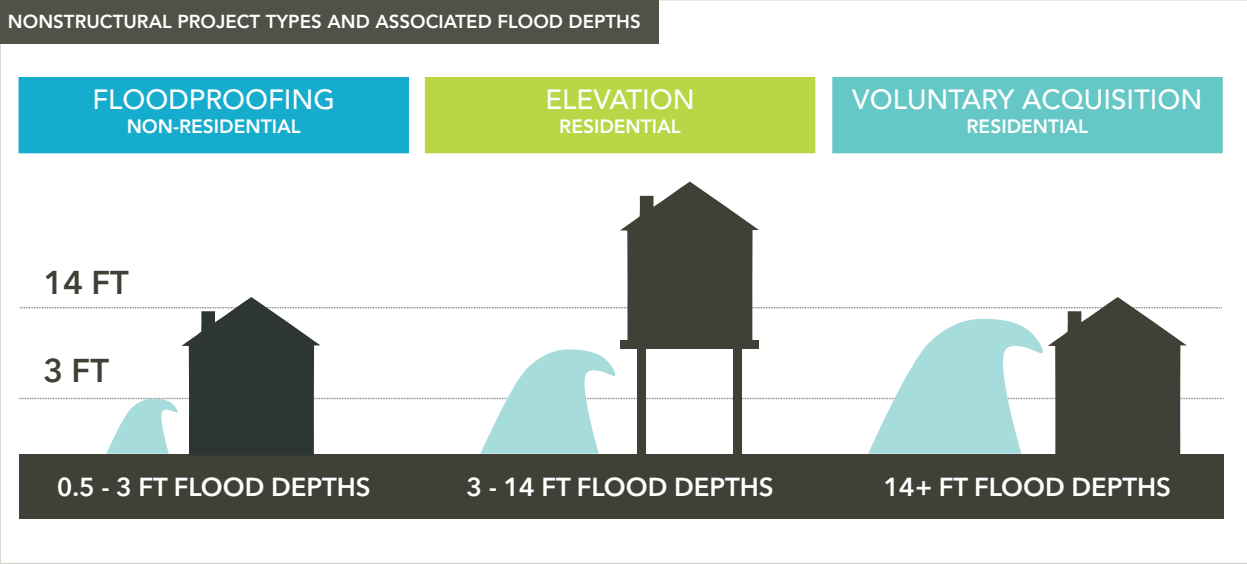 NONSTRUCTURAL PROJECT TYPES AND ASSOCIATED FLOOD DEPTHS
FLOODPROOFING
NON-RESIDENTIAL
ELEVATION
RESIDENTIAL
VOLUNTARY ACQUISITION
RESIDENTIAL
14 FT
3 FT
0.5 - 3 FT FLOOD DEPTHS
3 - 14 FT FLOOD DEPTHS
14+ FT FLOOD DEPTHS